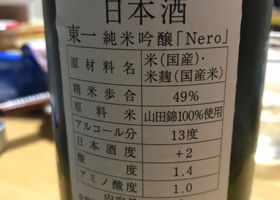 日本酒
東一 純米吟醸「Nero」
原材料名 米(国産)・米麹(国産米)
精米歩合 49%
原料米 山田錦100%使用
アルコール分 13度
日本酒度 +2
酸度 1.4
アミノ酸度 1.0